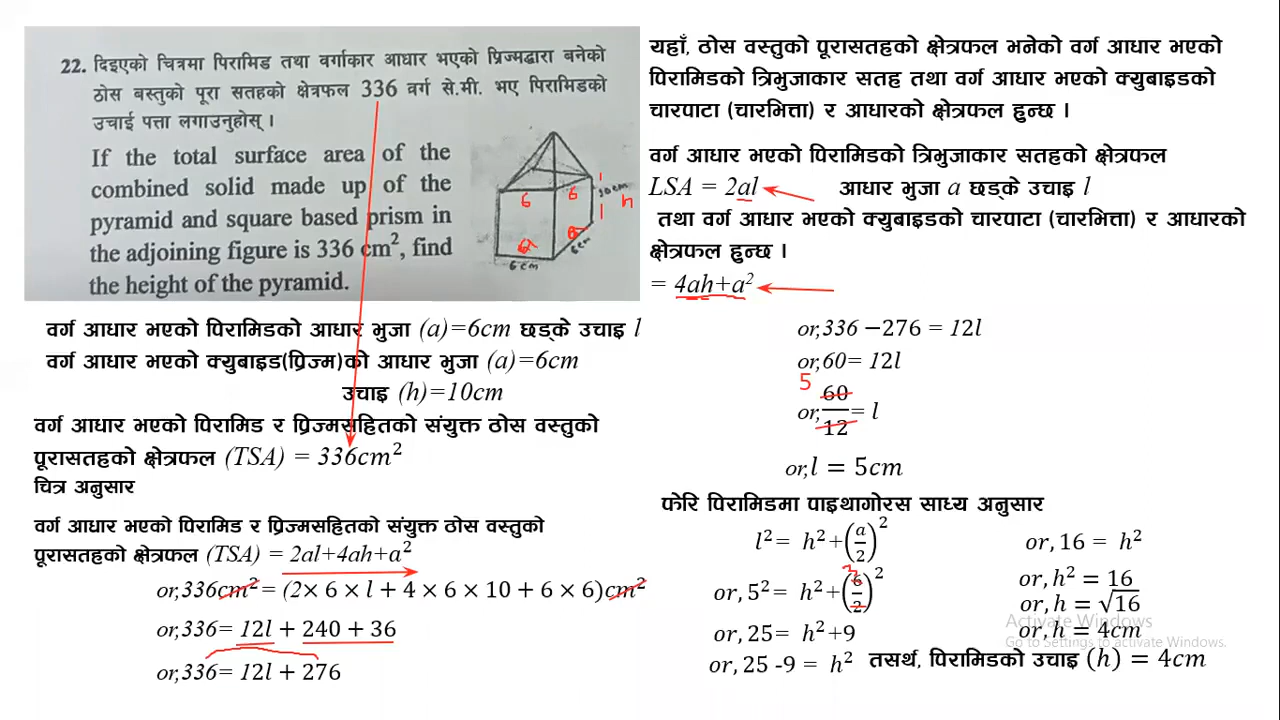 22. दिइएको चित्रमा पिरामिड तथा वर्गाकार आधार भएको प्रिज्मद्वारा बनेको
ठोस बस्तुको पूरा सतहको क्षेत्रफल 336 वर्ग से.मी. भए पिरामिडको
उचाई पत्ता लगाउनुहोस् ।
If the total surface area of the
combined solid made up of the
pyramid and square based prism in
the adjoining figure is 336 cm², find
the height of the pyramid.
6
6
10cm
h
6cm
6cm
वर्ग आधार भएको पिरामिडको आधार भुजा (a)=6cm छड्के उचाइ l
वर्ग आधार भएको क्युबाइड(प्रिज्म)को आधार भुजा (a)=6cm
उचाइ (h)=10cm
वर्ग आधार भएको पिरामिड र प्रिज्मसहितको संयुक्त ठोस वस्तुको
पूरासतहको क्षेत्रफल (TSA) = 336cm²
चित्र अनुसार
वर्ग आधार भएको पिरामिड र प्रिज्मसहितको संयुक्त ठोस वस्तुको
पूरासतहको क्षेत्रफल (TSA) = 2al+4ah+a²
or,336cm²= (2× 6 × l + 4 × 6 × 10 + 6 × 6)cm²
or,336= 12l + 240 + 36
or,336= 12l + 276
यहाँ, ठोस वस्तुको पूरासतहको क्षेत्रफल भनेको वर्ग आधार भएको
पिरामिडको त्रिभुजाकार सतह तथा वर्ग आधार भएको क्युबाइडको
चारपाटा (चारभित्ता) र आधारको क्षेत्रफल हुन्छ ।
वर्ग आधार भएको पिरामिडको त्रिभुजाकार सतहको क्षेत्रफल
LSA = 2al आधार भुजा a छड्के उचाइ l
तथा वर्ग आधार भएको क्युबाइडको चारपाटा (चारभित्ता) र आधारको
क्षेत्रफल हुन्छ ।
= 4ah+a²
or,336 −276 = 12l
or,60= 12l
5
or, 60/12 = l
or,l = 5cm
फेरि पिरामिडमा पाइथागोरस साध्य अनुसार
l²= h²+(a/2)²
3
or, 5²= h²+(6/2)²
or, 25= h²+9
or, 25 -9 = h²
or, 16 = h²
or, h² = 16
or, h = √16
or, h = 4cm
तसर्थ, पिरामिडको उचाइ (h) = 4cm
Activate Windows
Go to Settings to activate Windows.